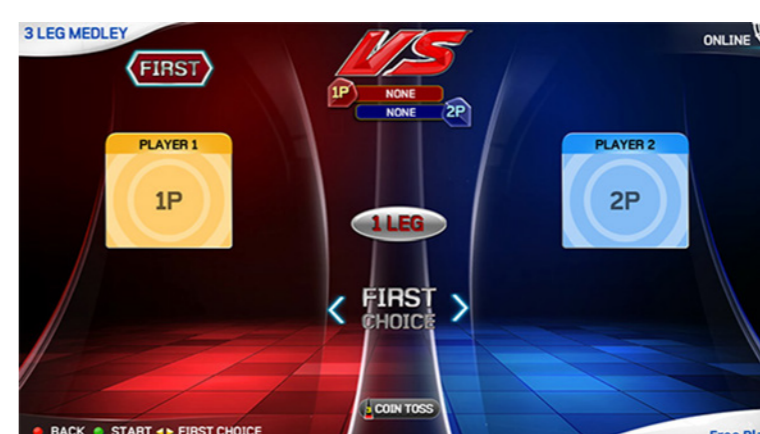 3 LEG MEDLEY
ONLINE
FIRST
VS
1P NONE
NONE 2P
PLAYER 1
1P
PLAYER 2
2P
1 LEG
FIRST
CHOICE
COIN TOSS
BACK START FIRST CHOICE
Free